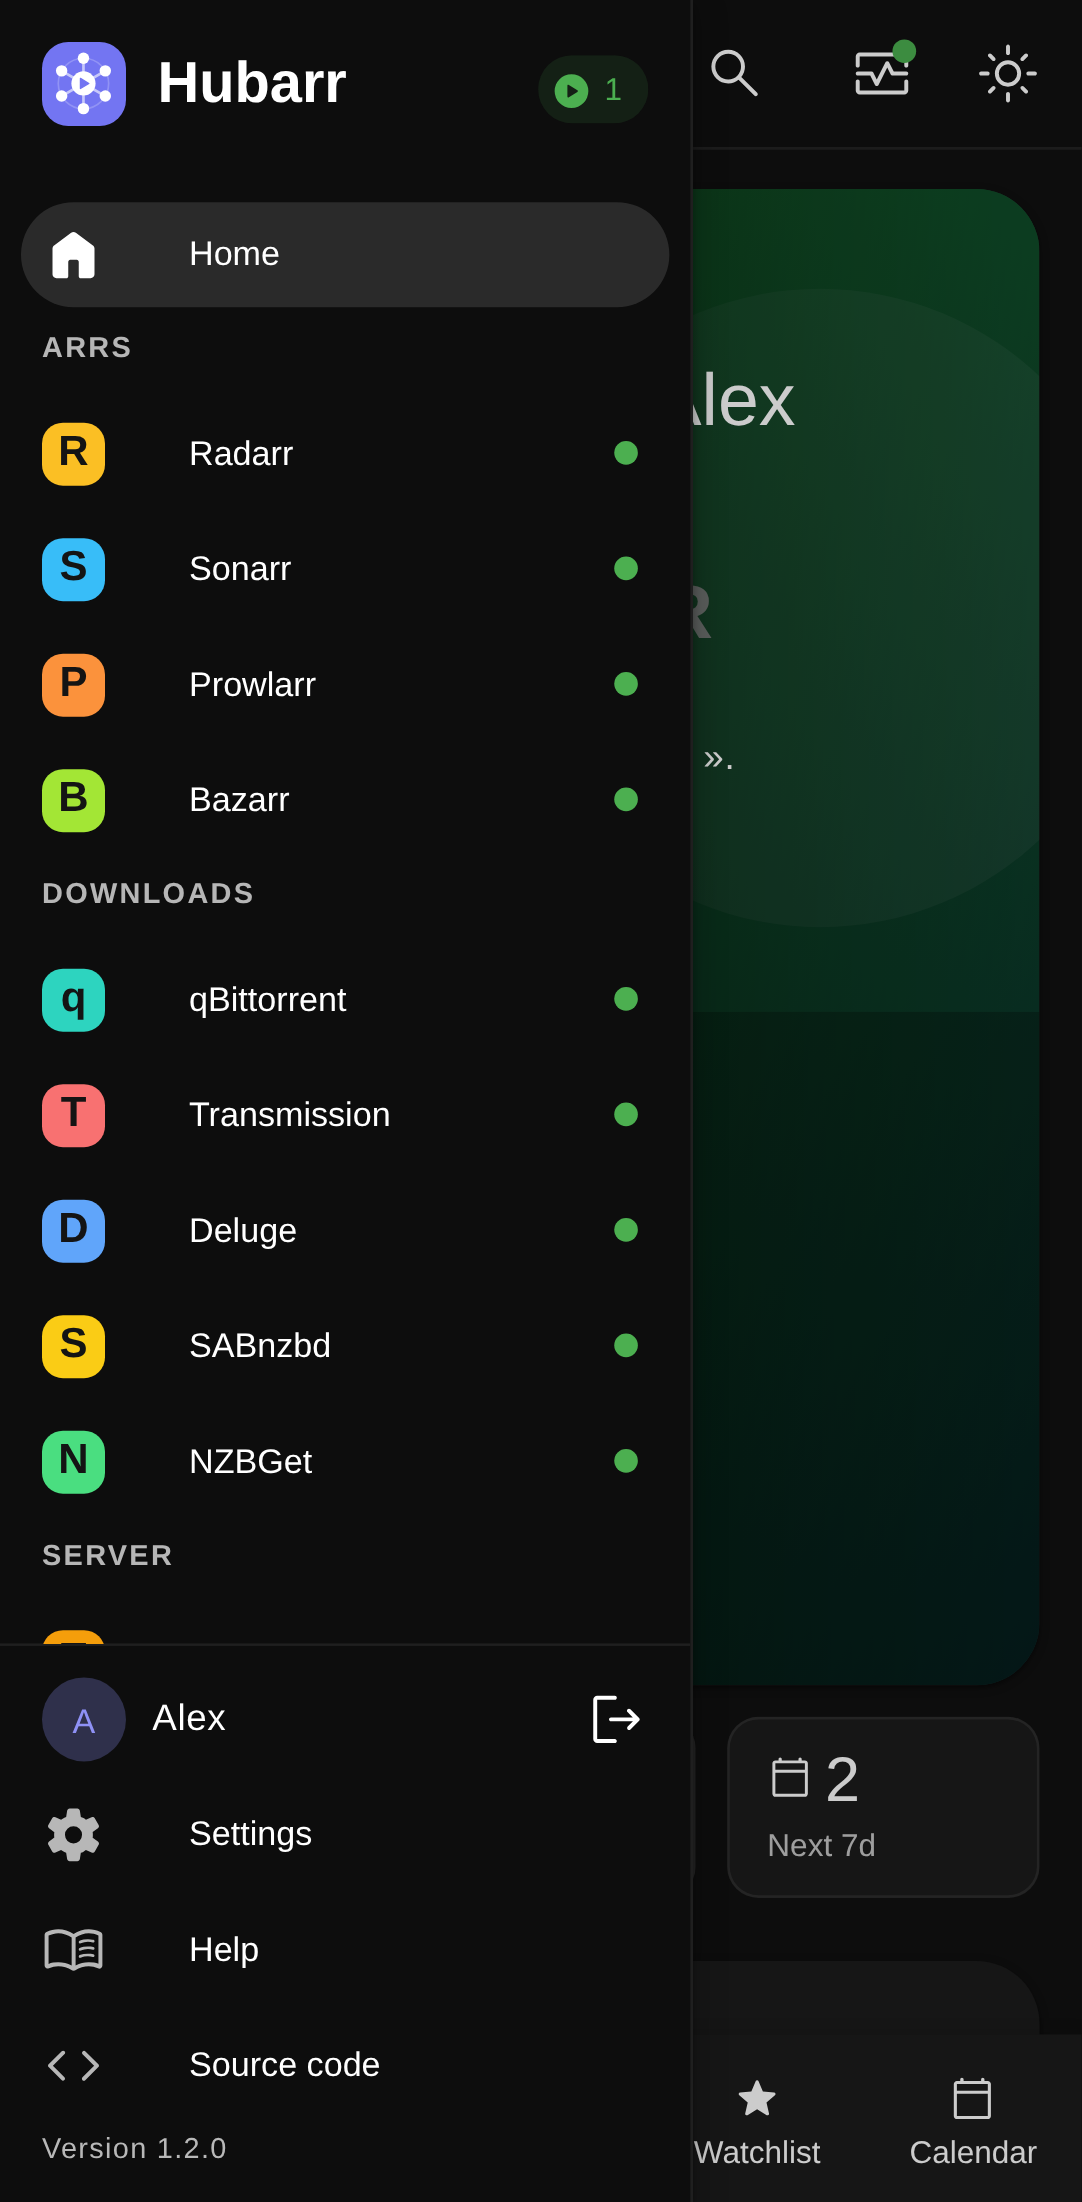 Hubarr
1
Home
ARRS
R Radarr
S Sonarr
P Prowlarr
B Bazarr
DOWNLOADS
q qBittorrent
T Transmission
D Deluge
S SABnzbd
N NZBGet
SERVER
A Alex
Settings
Help
Source code
Version 1.2.0
Alex
R
».
2
Next 7d
Watchlist
Calendar